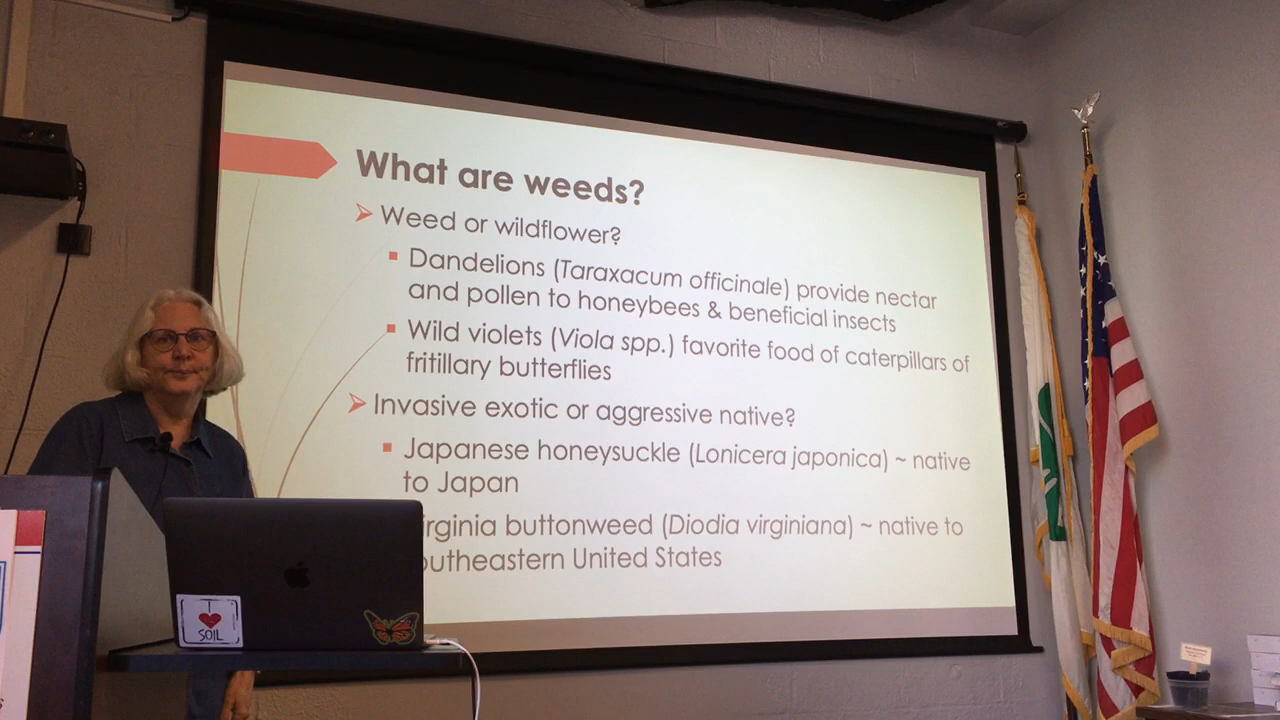 What are weeds?
Weed or wildflower?
Dandelions (Taraxacum officinale) provide nectar
and pollen to honeybees & beneficial insects
Wild violets (Viola spp.) favorite food of caterpillars of
fritillary butterflies
Invasive exotic or aggressive native?
Japanese honeysuckle (Lonicera japonica) ~ native
to Japan
irginia buttonweed (Diodia virginiana) ~ native to
outheastern United States
I
SOIL